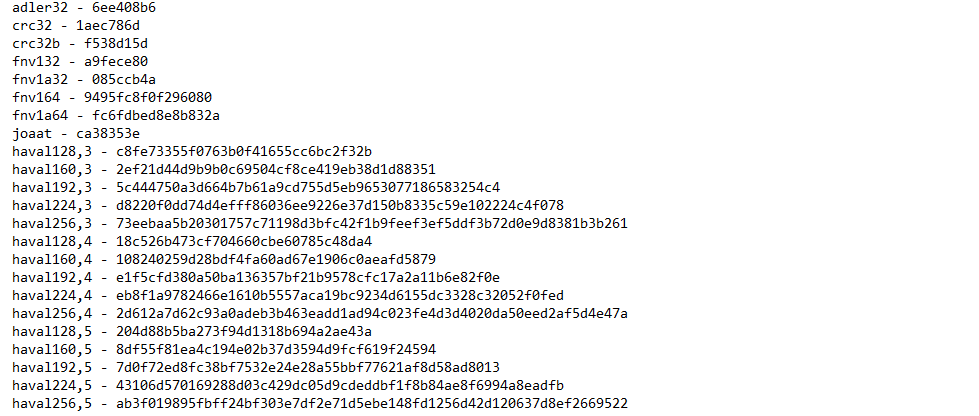 adler32 - 6ee408b6
crc32 - 1aec786d
crc32b - f538d15d
fnv132 - a9fece80
fnv1a32 - 085ccb4a
fnv164 - 9495fc8f0f296080
fnv1a64 - fc6fdbed8e8b832a
joaat - ca38353e
haval128,3 - c8fe73355f0763b0f41655cc6bc2f32b
haval160,3 - 2ef21d44d9b9b0c69504cf8ce419eb38d1d88351
haval192,3 - 5c444750a3d664b7b61a9cd755d5eb9653077186583254c4
haval224,3 - d8220f0dd74d4efff86036ee9226e37d150b8335c59e102224c4f078
haval256,3 - 73eebaa5b20301757c71198d3bfc42f1b9feef3ef5ddf3b72d0e9d8381b3b261
haval128,4 - 18c526b473cf704660cbe60785c48da4
haval160,4 - 108240259d28bdf4fa60ad67e1906c0aeafd5879
haval192,4 - e1f5cfd380a50ba136357bf21b9578cfc17a2a11b6e82f0e
haval224,4 - eb8f1a9782466e1610b5557aca19bc9234d6155dc3328c32052f0fed
haval256,4 - 2d612a7d62c93a0adeb3b463eadd1ad94c023fe4d3d4020da50eed2af5d4e47a
haval128,5 - 204d88b5ba273f94d1318b694a2ae43a
haval160,5 - 8df55f81ea4c194e02b37d3594d9fcf619f24594
haval192,5 - 7d0f72ed8fc38bf7532e24e28a55bbf77621af8d58ad8013
haval224,5 - 43106d570169288d03c429dc05d9cdeddbf1f8b84ae8f6994a8eadfb
haval256,5 - ab3f019895fbff24bf303e7df2e71d5ebe148fd1256d42d120637d8ef2669522